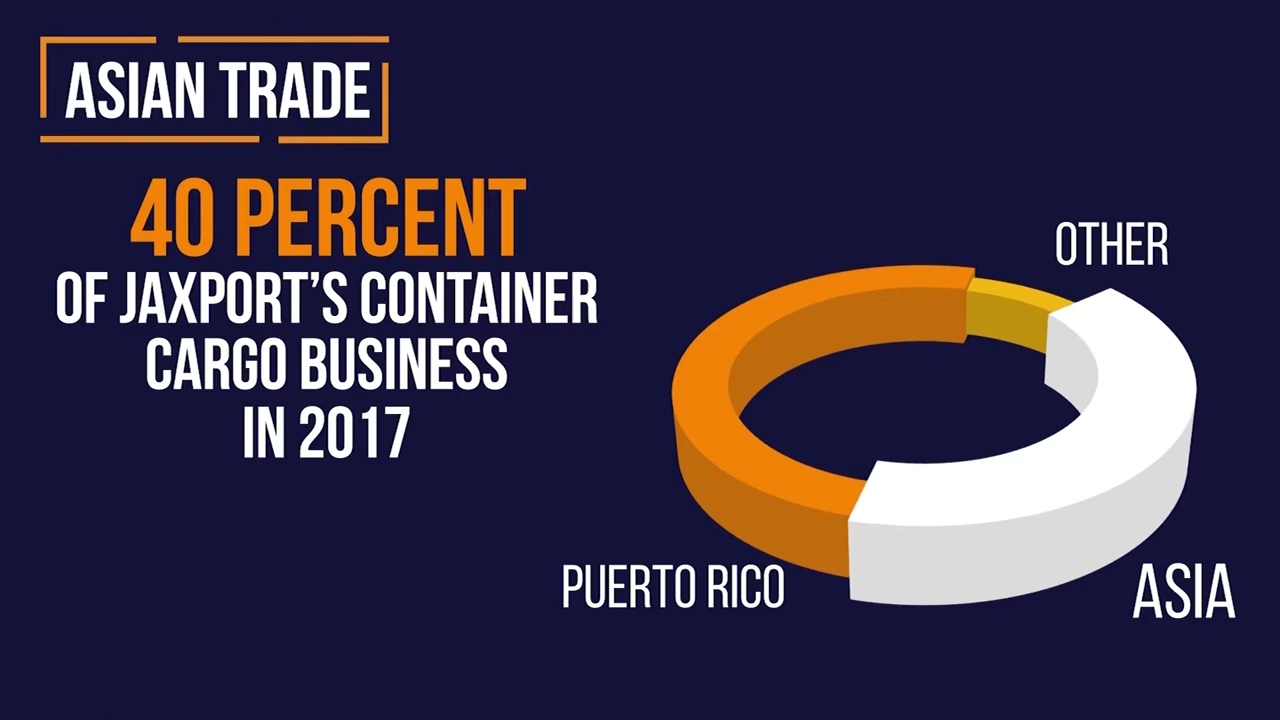 ASIAN TRADE
40 PERCENT
OF JAXPORT'S CONTAINER
CARGO BUSINESS
IN 2017
OTHER
PUERTO RICO
ASIA